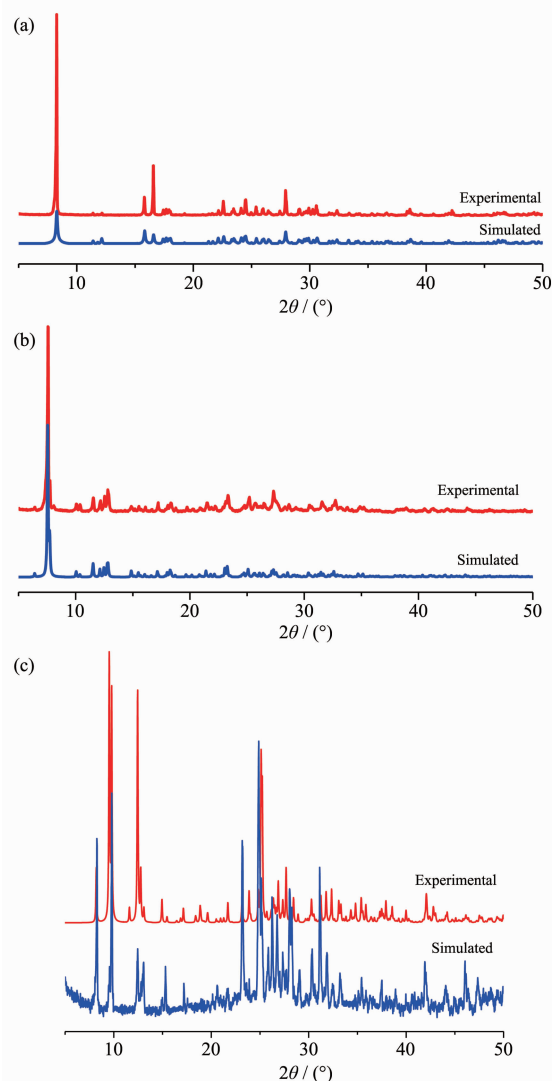 (a)
Experimental
Simulated
10 20 30 40 50
2θ / (°)
(b)
Experimental
Simulated
10 20 30 40 50
2θ / (°)
(c)
Experimental
Simulated
10 20 30 40 50
2θ / (°)